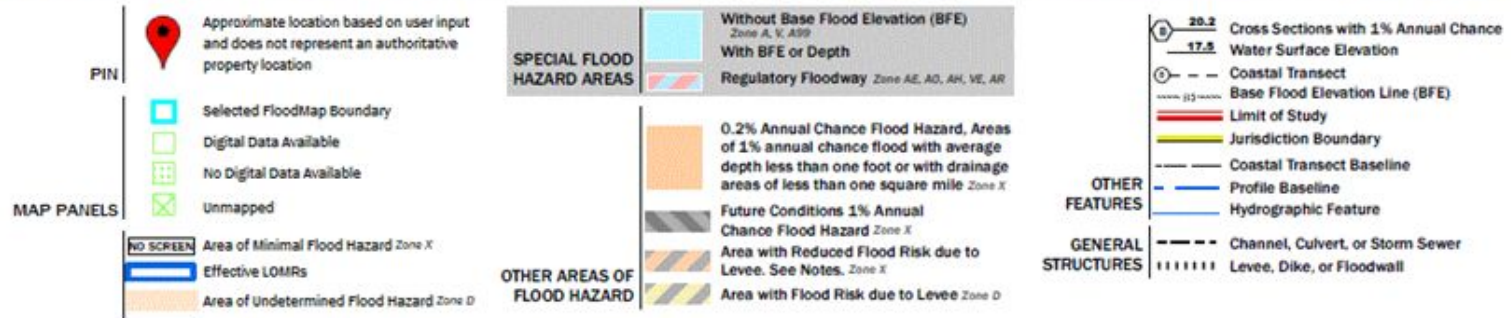 PIN
Approximate location based on user input
and does not represent an authoritative
property location
MAP PANELS
Selected FloodMap Boundary
Digital Data Available
No Digital Data Available
Unmapped
NO SCREEN Area of Minimal Flood Hazard Zone X
Effective LOMRs
Area of Undetermined Flood Hazard Zone D
SPECIAL FLOOD
HAZARD AREAS
Without Base Flood Elevation (BFE)
Zone A, V, A99
With BFE or Depth
Regulatory Floodway Zone AE, AO, AH, VE, AR
OTHER AREAS OF
FLOOD HAZARD
0.2% Annual Chance Flood Hazard, Areas
of 1% annual chance flood with average
depth less than one foot or with drainage
areas of less than one square mile Zone X
Future Conditions 1% Annual
Chance Flood Hazard Zone X
Area with Reduced Flood Risk due to
Levee. See Notes. Zone X
Area with Flood Risk due to Levee Zone D
OTHER
FEATURES
20.2 Cross Sections with 1% Annual Chance
17.5 Water Surface Elevation
Coastal Transect
Base Flood Elevation Line (BFE)
Limit of Study
Jurisdiction Boundary
Coastal Transect Baseline
Profile Baseline
Hydrographic Feature
GENERAL
STRUCTURES
Channel, Culvert, or Storm Sewer
Levee, Dike, or Floodwall